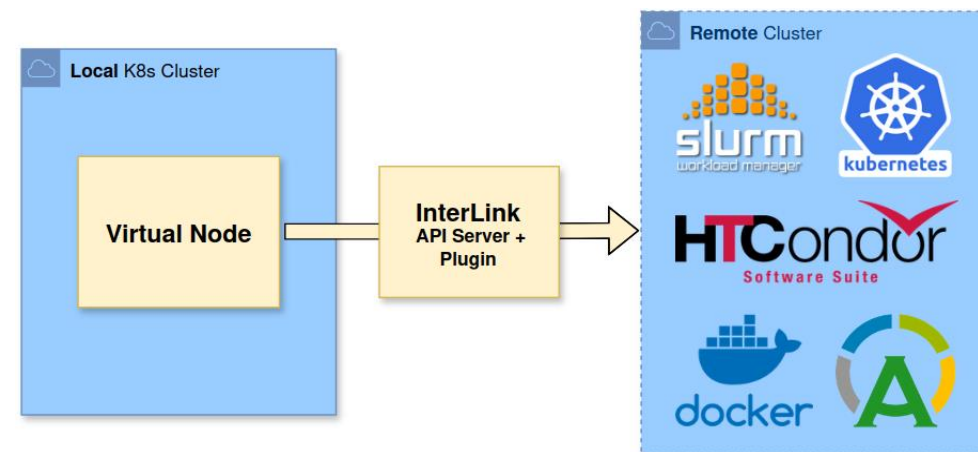 Local K8s Cluster
Virtual Node
InterLink
API Server +
Plugin
Remote Cluster
slurm
workload manager
kubernetes
HTCondor
Software Suite
docker
A